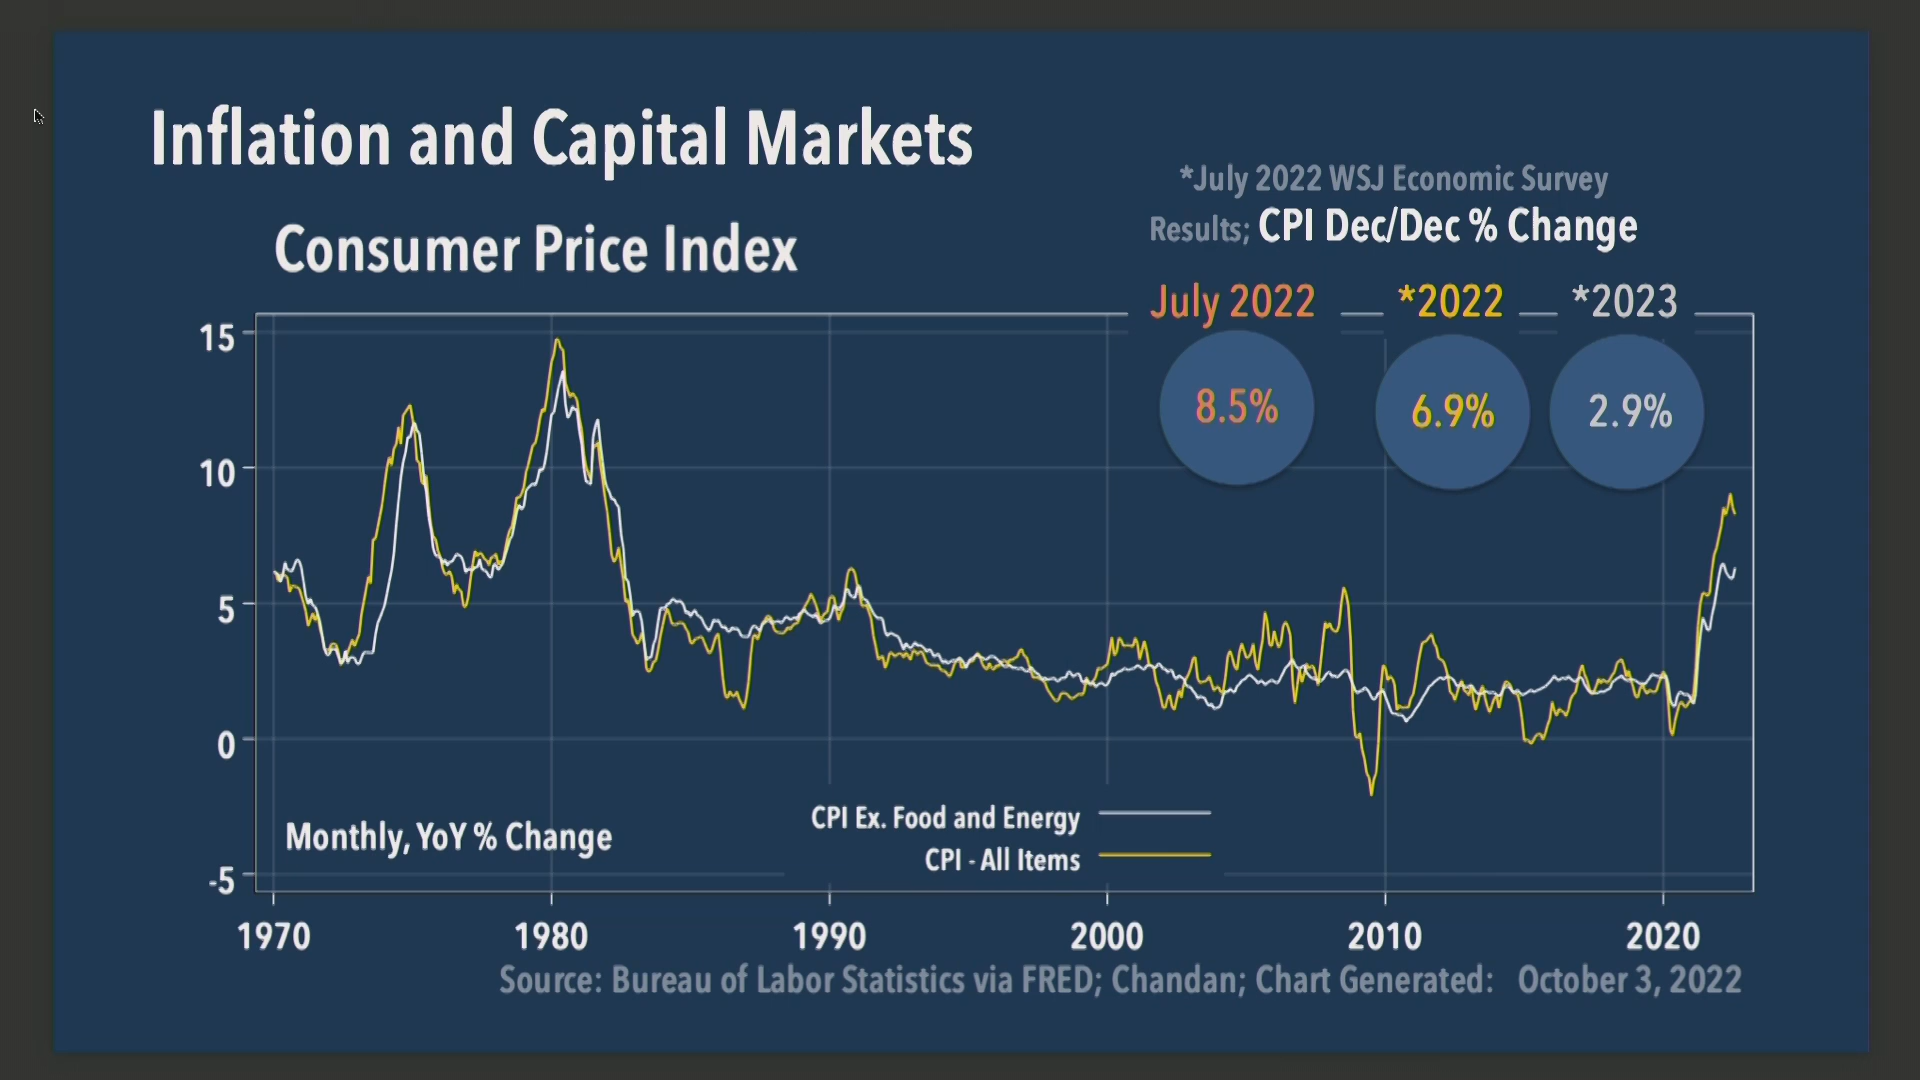 Inflation and Capital Markets
*July 2022 WSJ Economic Survey
Results; CPI Dec/Dec % Change
Consumer Price Index
July 2022 *2022 *2023
8.5% 6.9% 2.9%
15
10
5
0
-5
CPI Ex. Food and Energy
Monthly, YoY % Change
CPI - All Items
1970 1980 1990 2000 2010 2020
Source: Bureau of Labor Statistics via FRED; Chandan; Chart Generated: October 3, 2022